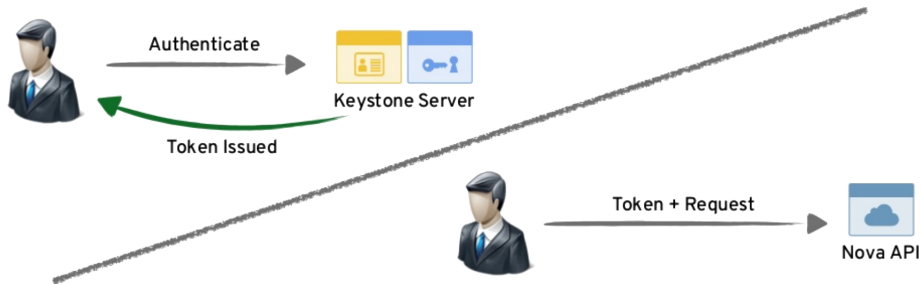 Authenticate
Keystone Server
Token Issued
Token + Request
Nova API